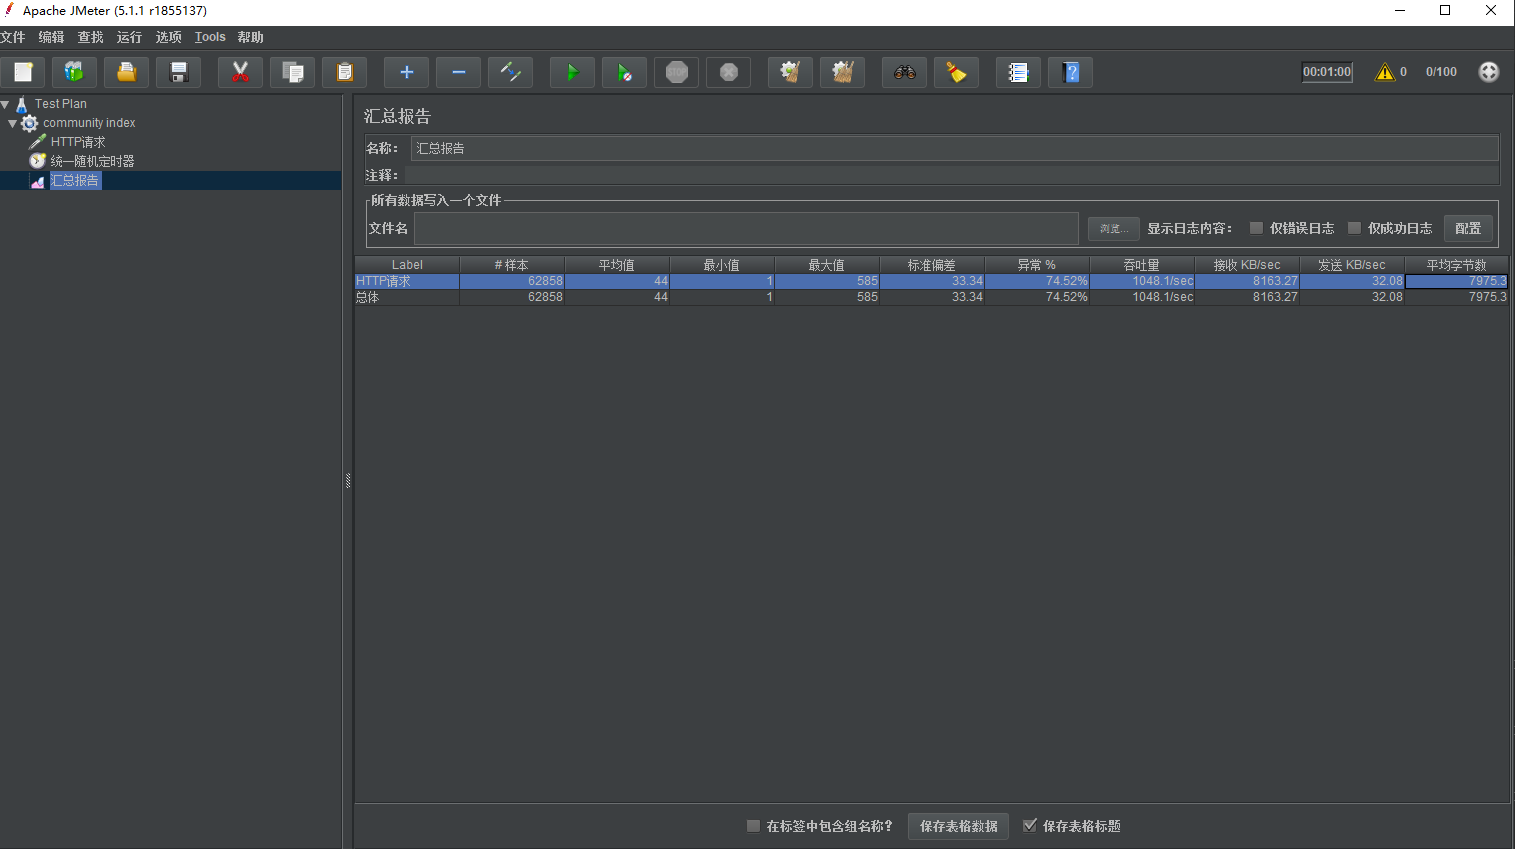 Apache JMeter (5.1.1 r1855137)
文件 编辑 查找 运行 选项 Tools 帮助
STOP 00:01:00 0 0/100
Test Plan
community index
HTTP请求
统一随机定时器
汇总报告
汇总报告
名称： 汇总报告
注释：
所有数据写入一个文件
文件名 浏览... 显示日志内容： 仅错误日志 仅成功日志 配置
Label # 样本 平均值 最小值 最大值 标准偏差 异常 % 吞吐量 接收 KB/sec 发送 KB/sec 平均字节数
HTTP请求 62858 44 1 585 33.34 74.52% 1048.1/sec 8163.27 32.08 7975.3
总体 62858 44 1 585 33.34 74.52% 1048.1/sec 8163.27 32.08 7975.3
在标签中包含组名称？ 保存表格数据 保存表格标题